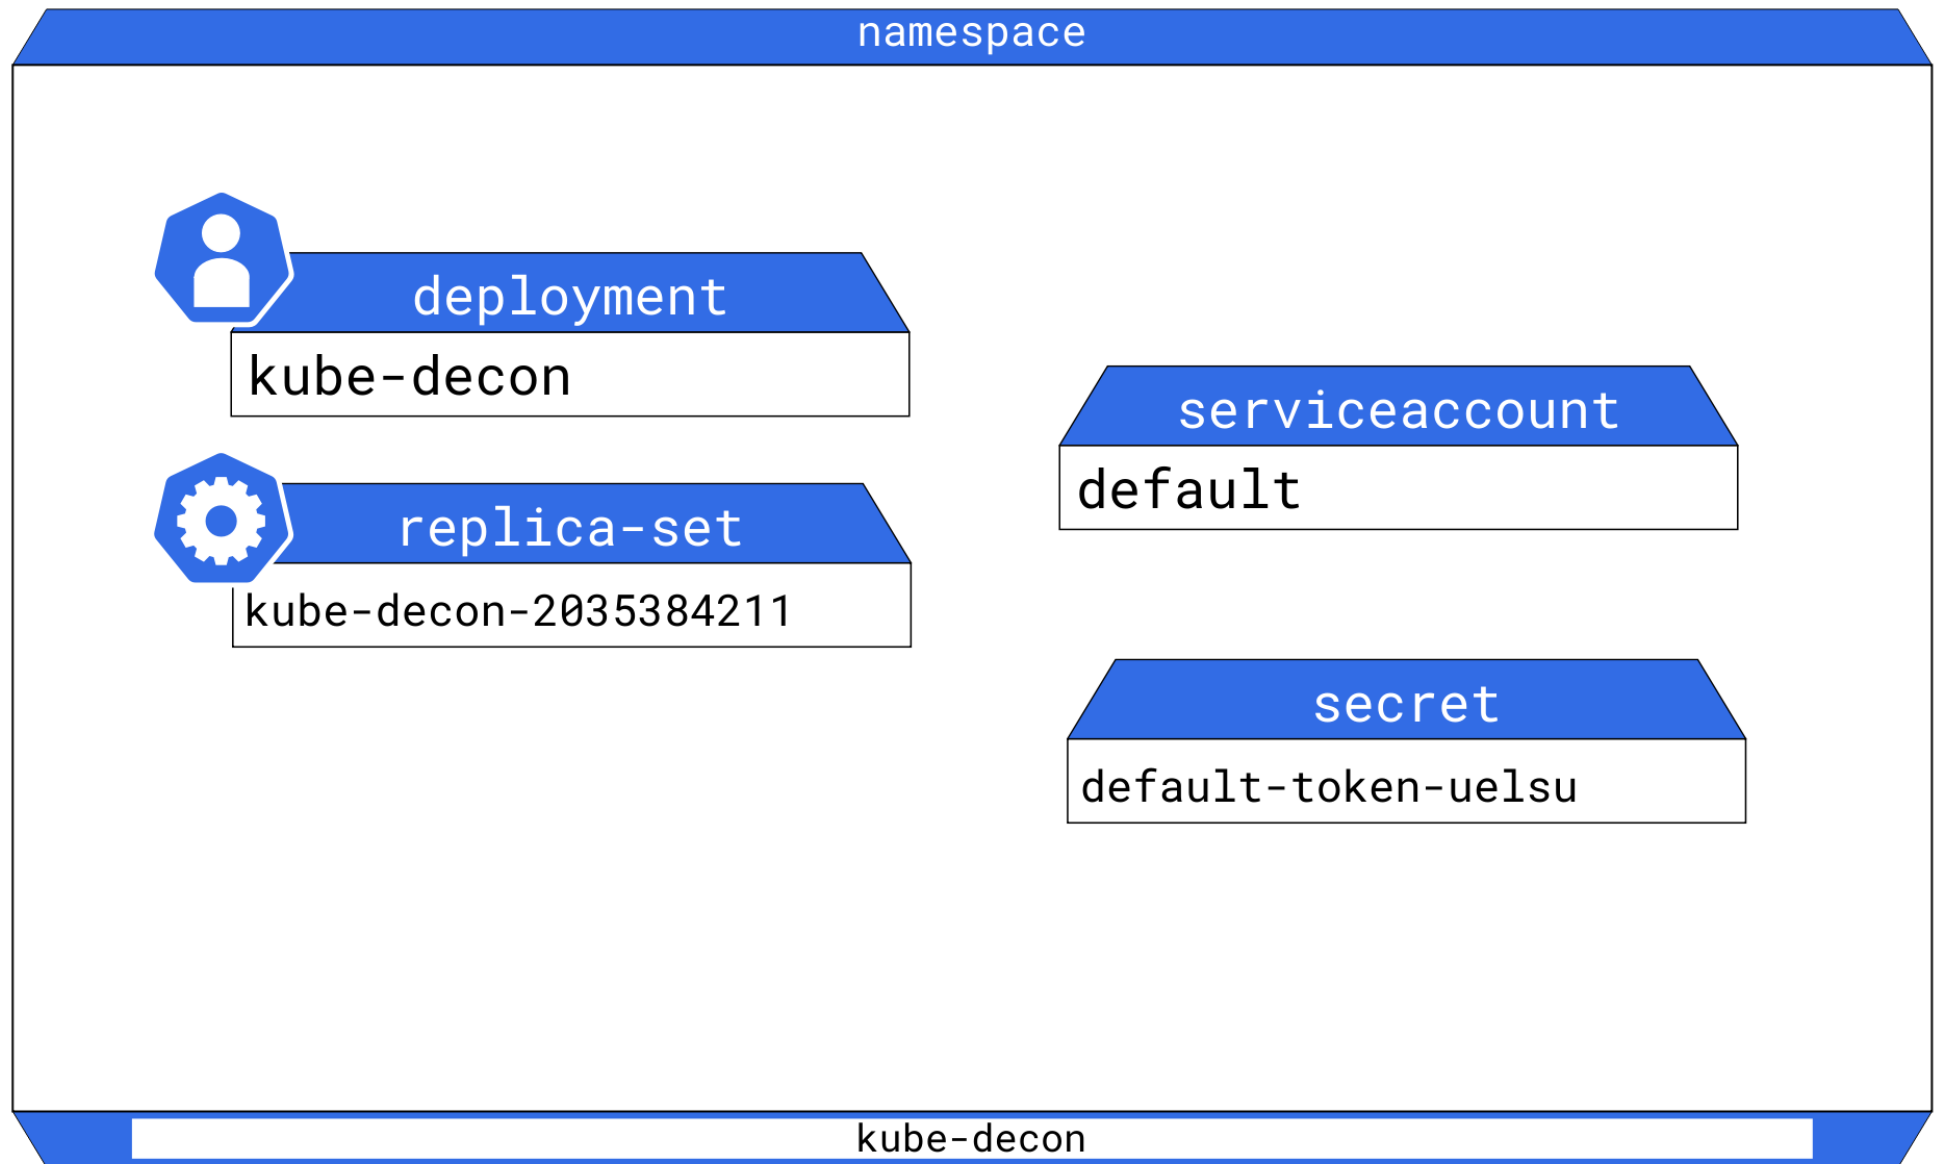 namespace
deployment
kube-decon
replica-set
kube-decon-2035384211
serviceaccount
default
secret
default-token-uelsu
kube-decon